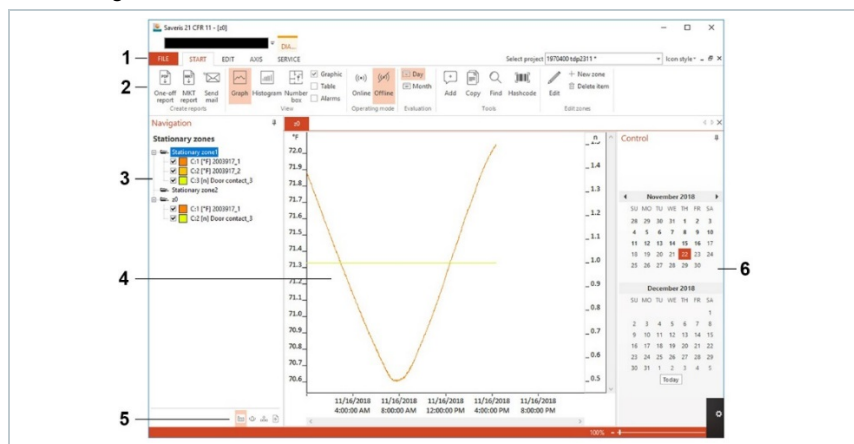 Saveris 21 CFR 11 - [z0]
DIA...
1 FILE START EDIT AXIS SERVICE Select project 1970400 tdp2311 * Icon style
2 One-off report MKT report Send mail Graph Histogram Number box Graphic Table Alarms Online Offline Day Month Add Copy Find Hashcode Edit New zone Delete item
Create reports View Operating mode Evaluation Tools Edit zones
Navigation z0 Control
Stationary zones
Stationary zone1
3 C:1 [°F] 2003917_1
C:2 [°F] 2003917_2
C:3 [n] Door contact_3
Stationary zone2
z0
C:1 [°F] 2003917_1
C:2 [n] Door contact_3
°F
72.0
71.9
71.8
71.7
71.6
71.5
71.4
71.3
71.2
71.1
71.0
70.9
70.8
70.7
70.6
4
n
1.4
1.3
1.2
1.1
1.0
0.9
0.8
0.7
0.6
0.5
11/16/2018 11/16/2018 11/16/2018 11/16/2018 11/16/2018
4:00:00 AM 8:00:00 AM 12:00:00 PM 4:00:00 PM 8:00:00 PM
November 2018
SU MO TU WE TH FR SA
28 29 30 31 1 2 3
4 5 6 7 8 9 10
11 12 13 14 15 16 17
18 19 20 21 22 23 24
25 26 27 28 29 30
6
December 2018
SU MO TU WE TH FR SA
1
2 3 4 5 6 7 8
9 10 11 12 13 14 15
16 17 18 19 20 21 22
23 24 25 26 27 28 29
30 31 1 2 3 4 5
Today
5
100%